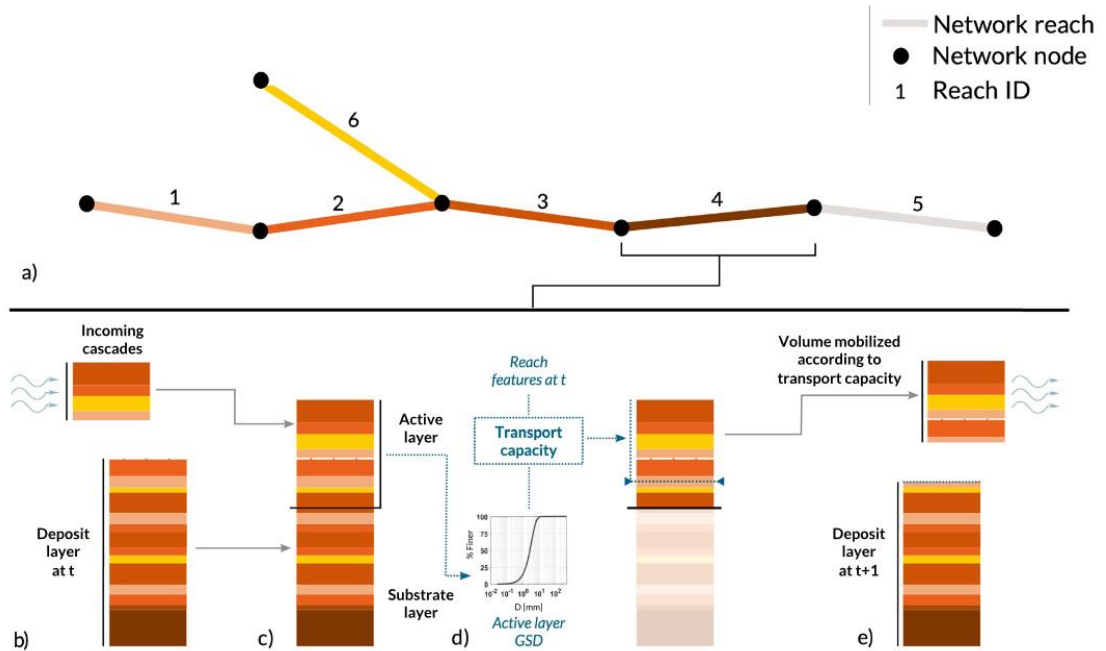 Network reach
Network node
1 Reach ID
6
1
2
3
4
5
a)
Incoming
cascades
Deposit
layer
at t
b)
c)
Active
layer
Substrate
layer
d)
Reach
features at t
Transport
capacity
100
75
50
25
0
% Finer
10⁻² 10⁻¹ 10⁰ 10¹ 10²
D [mm]
Active layer
GSD
Volume mobilized
according to
transport capacity
Deposit
layer
at t+1
e)